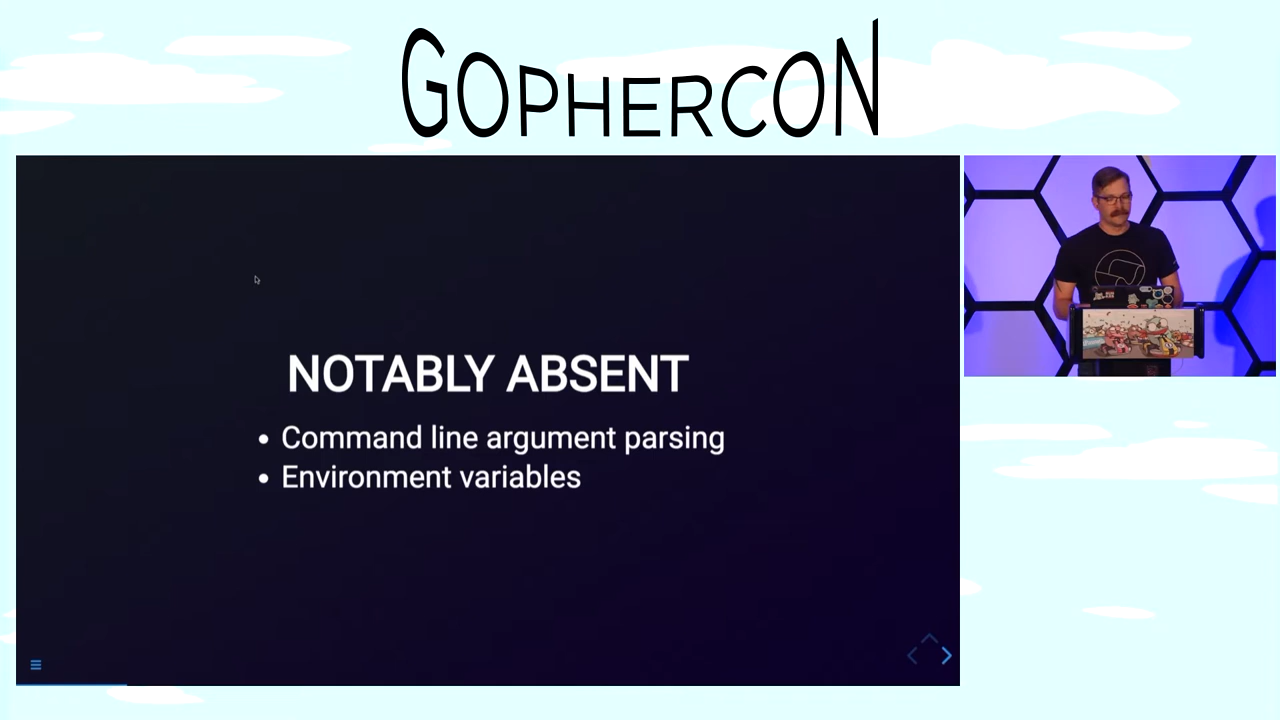 GOPHERCON
NOTABLY ABSENT
• Command line argument parsing
• Environment variables